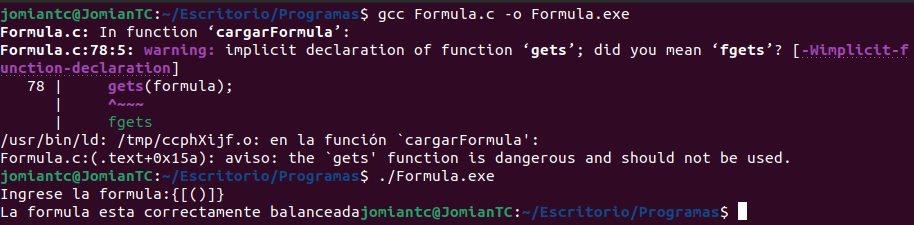 jomiantc@JomianTC:~/Escritorio/Programas$ gcc Formula.c -o Formula.exe
Formula.c: In function ‘cargarFormula’:
Formula.c:78:5: warning: implicit declaration of function ‘gets’; did you mean ‘fgets’? [-Wimplicit-f
unction-declaration]
   78 |     gets(formula);
      |     ^~~~
      |     fgets
/usr/bin/ld: /tmp/ccphXijf.o: en la función `cargarFormula':
Formula.c:(.text+0x15a): aviso: the `gets' function is dangerous and should not be used.
jomiantc@JomianTC:~/Escritorio/Programas$ ./Formula.exe
Ingrese la formula:{[()]}
La formula esta correctamente balanceadajomiantc@JomianTC:~/Escritorio/Programas$